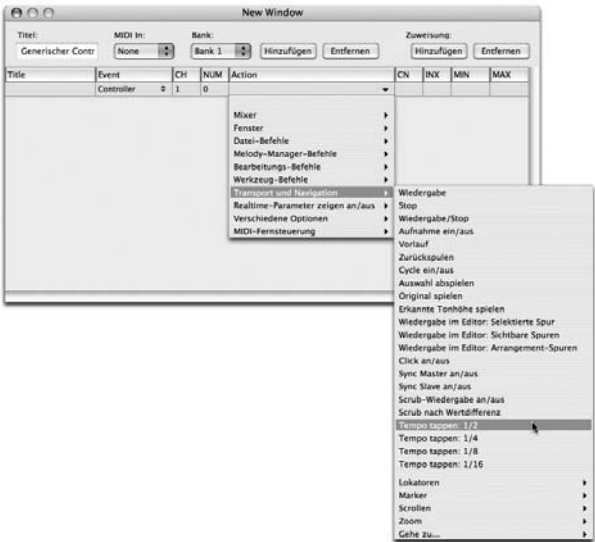 New Window
Titel: MIDI In: Bank: Zuweisung:
Generischer Contr None Bank 1 Hinzufügen Entfernen Hinzufügen Entfernen
Title Event CH NUM Action CN INX MIN MAX
Controller 1 0
Mixer
Fenster
Datei-Befehle
Melody-Manager-Befehle
Bearbeitungs-Befehle
Werkzeug-Befehle
Transport und Navigation
Realtime-Parameter zeigen an/aus
Verschiedene Optionen
MIDI-Fernsteuerung
Wiedergabe
Stop
Wiedergabe/Stop
Aufnahme ein/aus
Vorlauf
Zurückspulen
Cycle ein/aus
Auswahl abspielen
Original spielen
Erkannte Tonhöhe spielen
Wiedergabe im Editor: Selektierte Spur
Wiedergabe im Editor: Sichtbare Spuren
Wiedergabe im Editor: Arrangement-Spuren
Click an/aus
Sync Master an/aus
Sync Slave an/aus
Scrub-Wiedergabe an/aus
Scrub nach Wertdifferenz
Tempo tappen: 1/2
Tempo tappen: 1/4
Tempo tappen: 1/8
Tempo tappen: 1/16
Lokatoren
Marker
Scrollen
Zoom
Gehe zu...